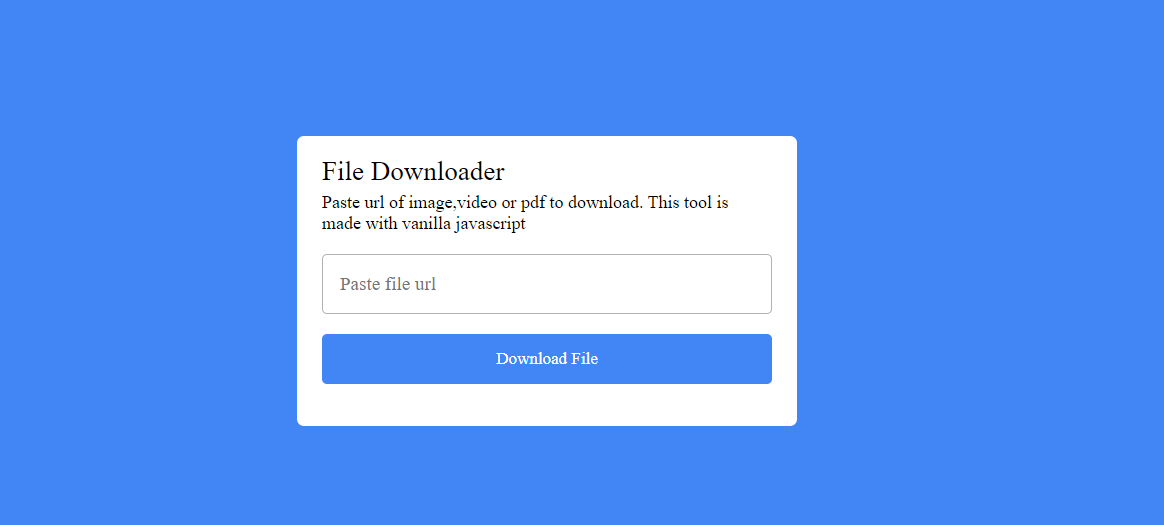 File Downloader
Paste url of image,video or pdf to download. This tool is
made with vanilla javascript
Paste file url
Download File